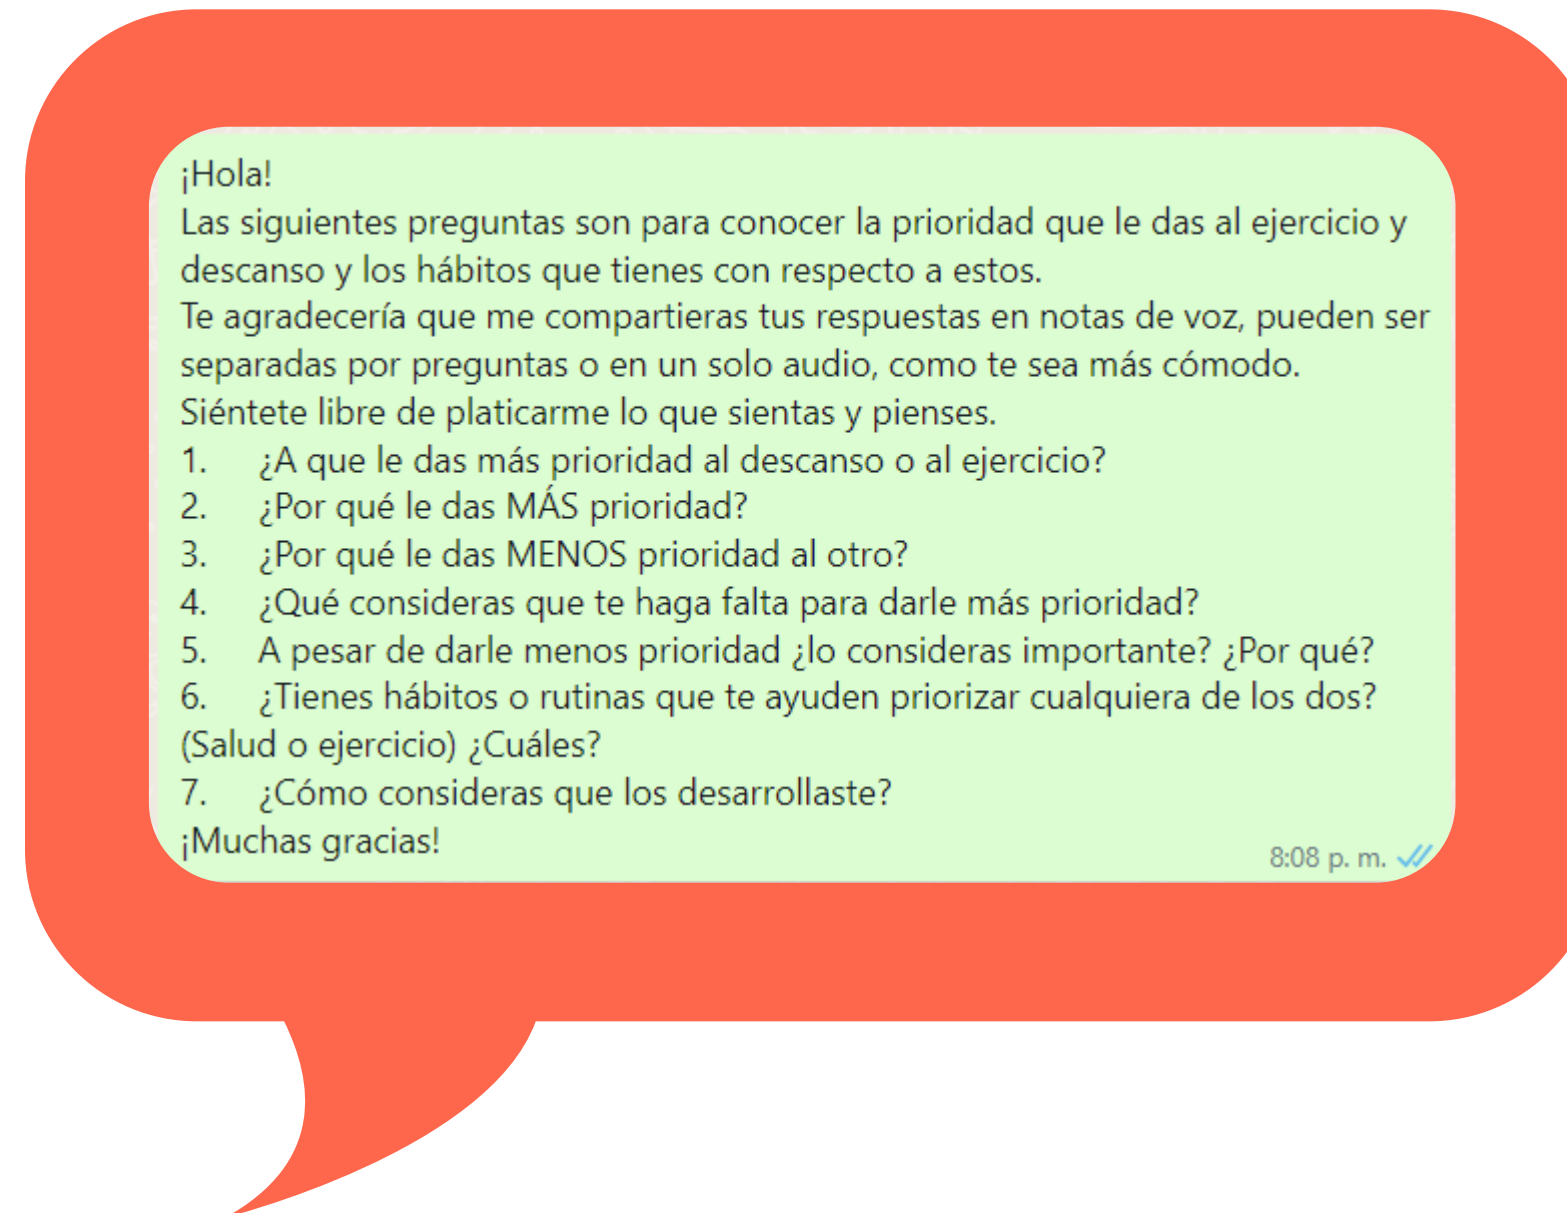 ¡Hola!
Las siguientes preguntas son para conocer la prioridad que le das al ejercicio y
descanso y los hábitos que tienes con respecto a estos.
Te agradecería que me compartieras tus respuestas en notas de voz, pueden ser
separadas por preguntas o en un solo audio, como te sea más cómodo.
Siéntete libre de platicarme lo que sientas y pienses.
1. ¿A que le das más prioridad al descanso o al ejercicio?
2. ¿Por qué le das MÁS prioridad?
3. ¿Por qué le das MENOS prioridad al otro?
4. ¿Qué consideras que te haga falta para darle más prioridad?
5. A pesar de darle menos prioridad ¿lo consideras importante? ¿Por qué?
6. ¿Tienes hábitos o rutinas que te ayuden priorizar cualquiera de los dos?
(Salud o ejercicio) ¿Cuáles?
7. ¿Cómo consideras que los desarrollaste?
¡Muchas gracias!
8:08 p. m.